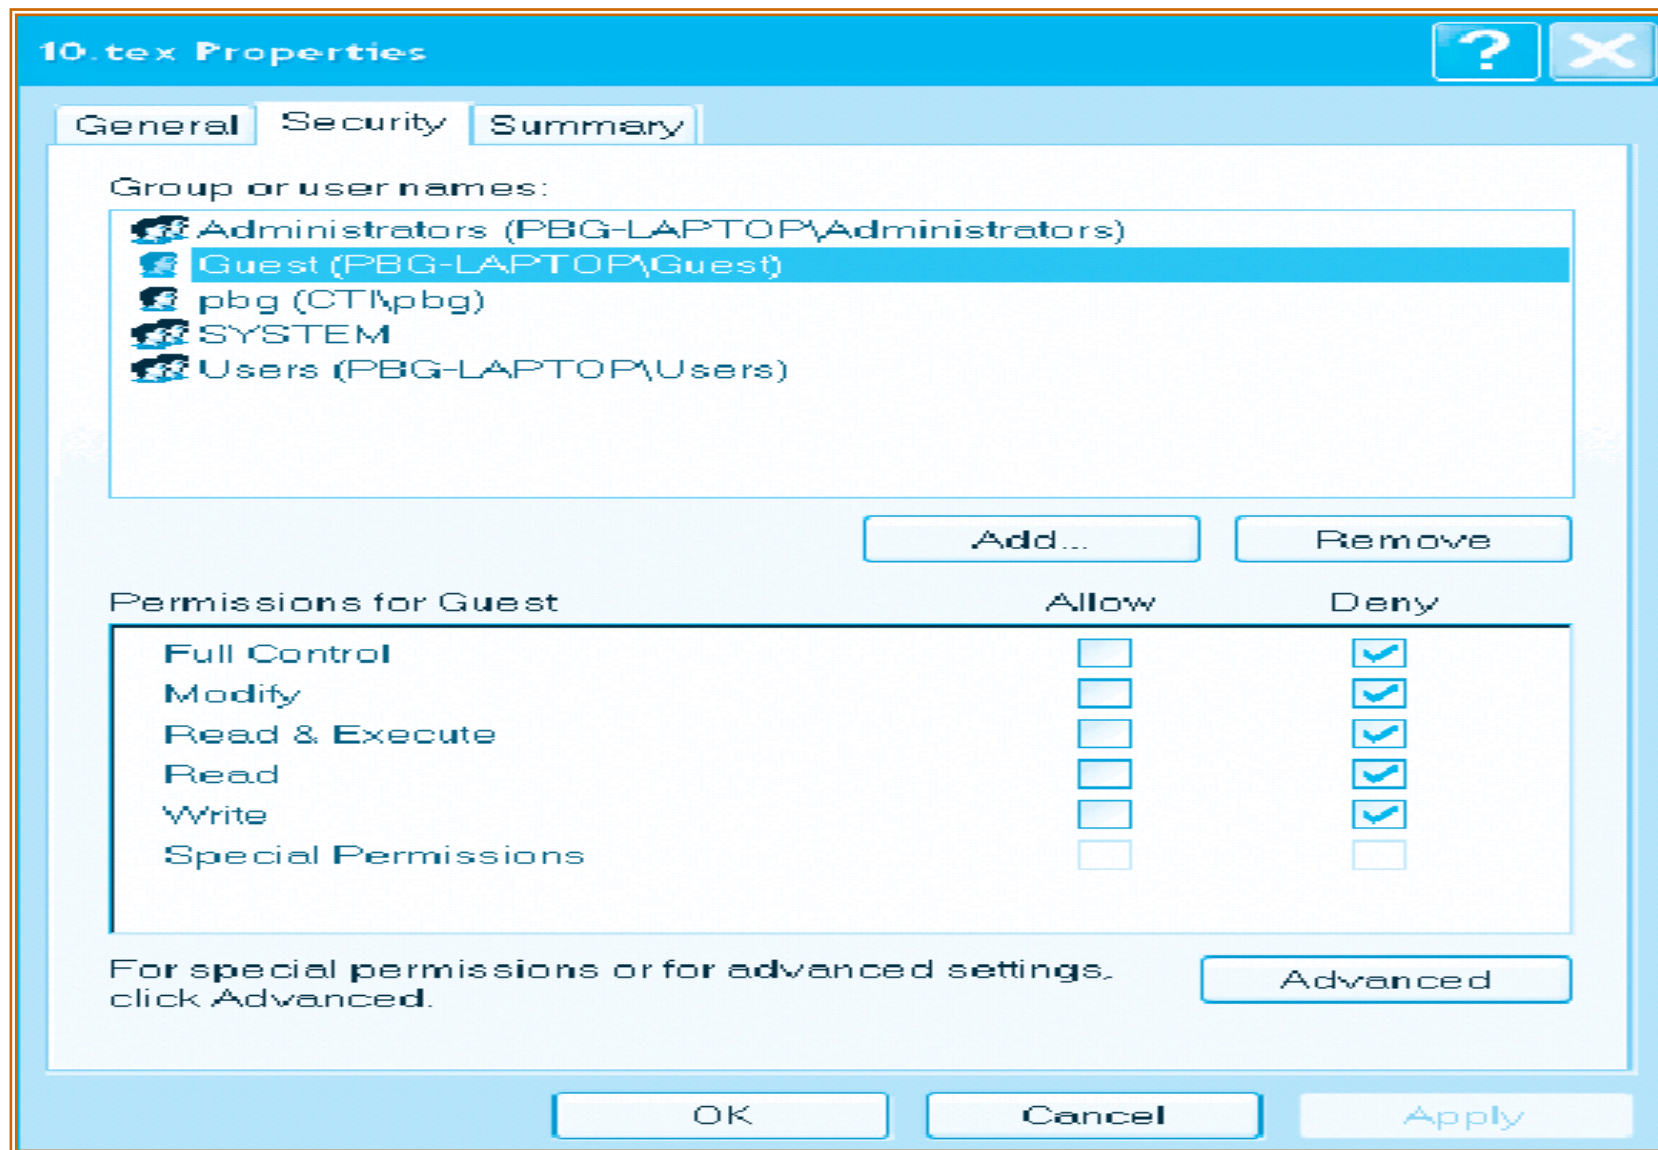 10.tex Properties
General Security Summary
Group or user names:
Administrators (PBG-LAPTOP\Administrators)
Guest (PBG-LAPTOP\Guest)
pbg (CTI\pbg)
SYSTEM
Users (PBG-LAPTOP\Users)
Add... Remove
Permissions for Guest Allow Deny
Full Control
Modify
Read & Execute
Read
Write
Special Permissions
For special permissions or for advanced settings,
click Advanced.
Advanced
OK Cancel Apply